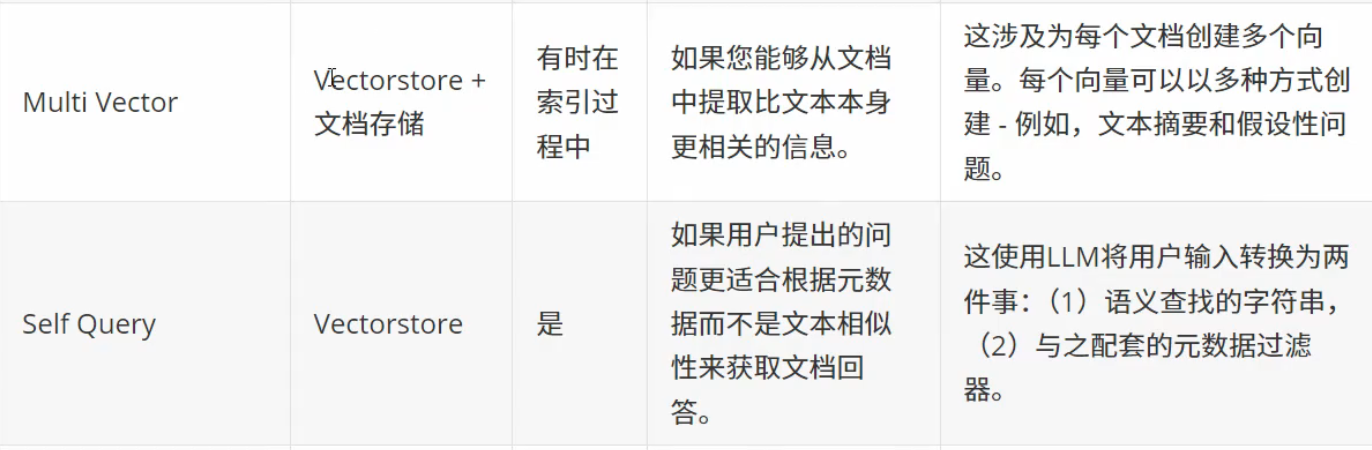 Multi Vector
Vectorstore +
文档存储
有时在
索引过
程中
如果您能够从文档
中提取比文本本身
更相关的信息。
这涉及为每个文档创建多个向
量。每个向量可以以多种方式创
建 - 例如，文本摘要和假设性问
题。
Self Query
Vectorstore
是
如果用户提出的问
题更适合根据元数
据而不是文本相似
性来获取文档回
答。
这使用LLM将用户输入转换为两
件事：（1）语义查找的字符串，
（2）与之配套的元数据过滤
器。